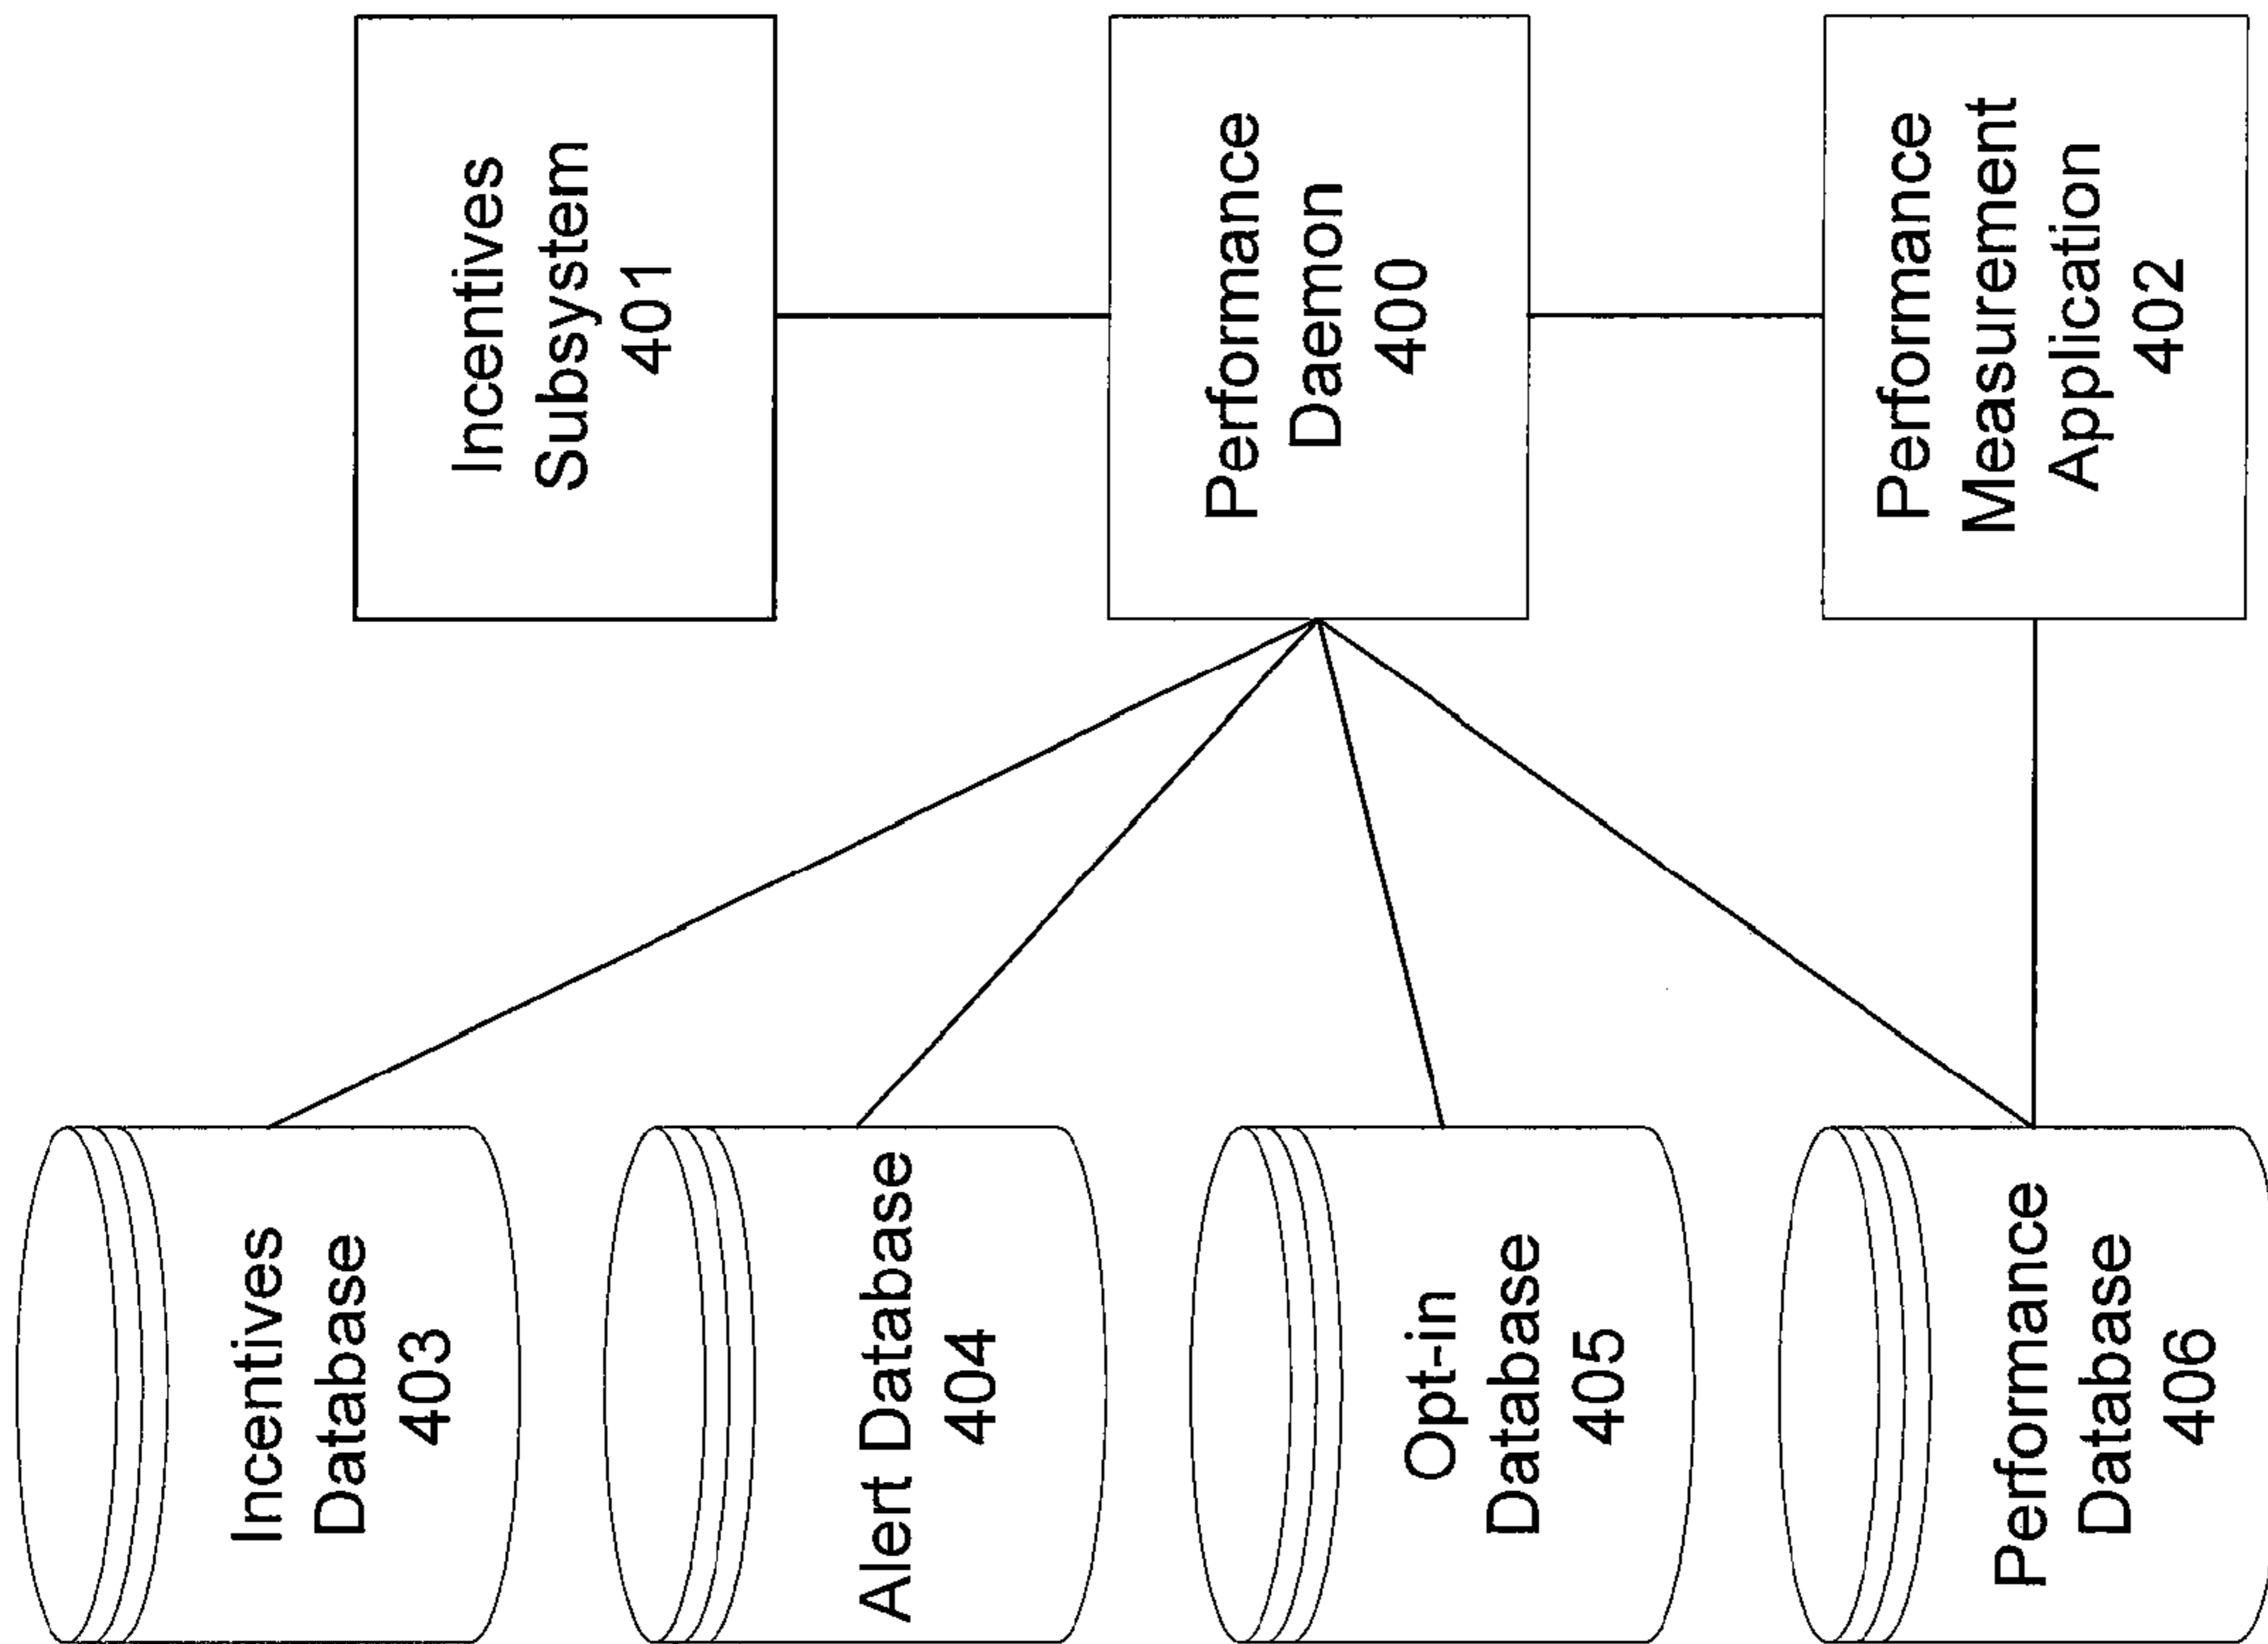 Incentives
Subsystem
401
Performance
Daemon
400
Performance
Measurement
Application
402
Incentives
Database
403
Alert Database
404
Opt-in
Database
405
Performance
Database
406